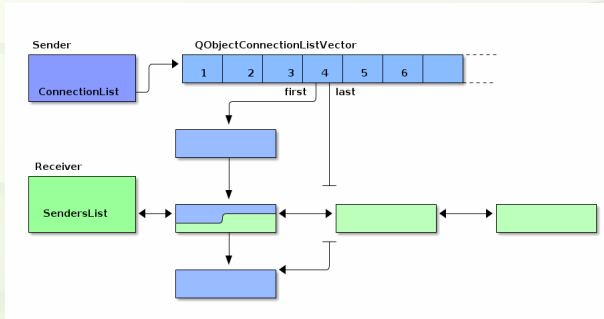 Sender
QObjectConnectionListVector
1 2 3 4 5 6
ConnectionList
first last
Receiver
SendersList